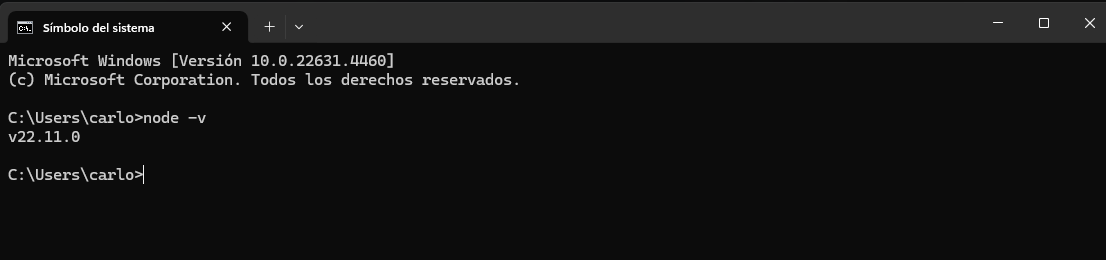 Símbolo del sistema
Microsoft Windows [Versión 10.0.22631.4460]
(c) Microsoft Corporation. Todos los derechos reservados.
C:\Users\carlo>node -v
v22.11.0
C:\Users\carlo>